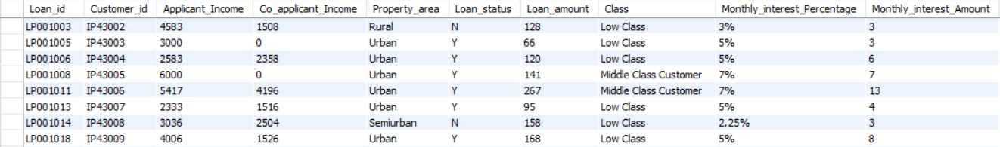 Loan_id Customer_id Applicant_Income Co_applicant_Income Property_area Loan_status Loan_amount Class Monthly_interest_Percentage Monthly_interest_Amount
LP001003 IP43002 4583 1508 Rural N 128 Low Class 3% 3
LP001005 IP43003 3000 0 Urban Y 66 Low Class 5% 3
LP001006 IP43004 2583 2358 Urban Y 120 Low Class 5% 6
LP001008 IP43005 6000 0 Urban Y 141 Middle Class Customer 7% 7
LP001011 IP43006 5417 4196 Urban Y 267 Middle Class Customer 7% 13
LP001013 IP43007 2333 1516 Urban Y 95 Low Class 5% 4
LP001014 IP43008 3036 2504 Semiurban N 158 Low Class 2.25% 3
LP001018 IP43009 4006 1526 Urban Y 168 Low Class 5% 8